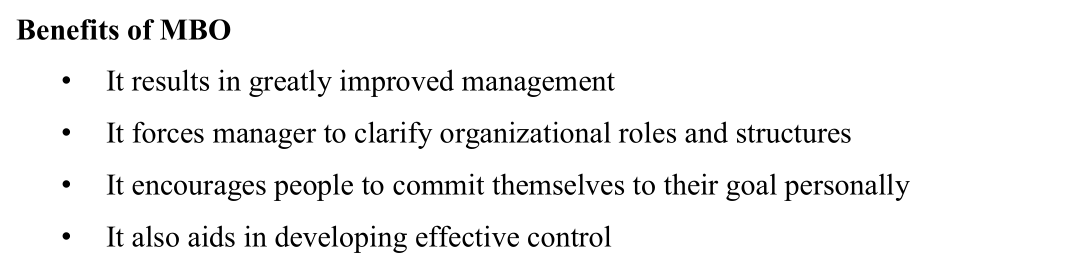 Benefits of MBO
• It results in greatly improved management
• It forces manager to clarify organizational roles and structures
• It encourages people to commit themselves to their goal personally
• It also aids in developing effective control